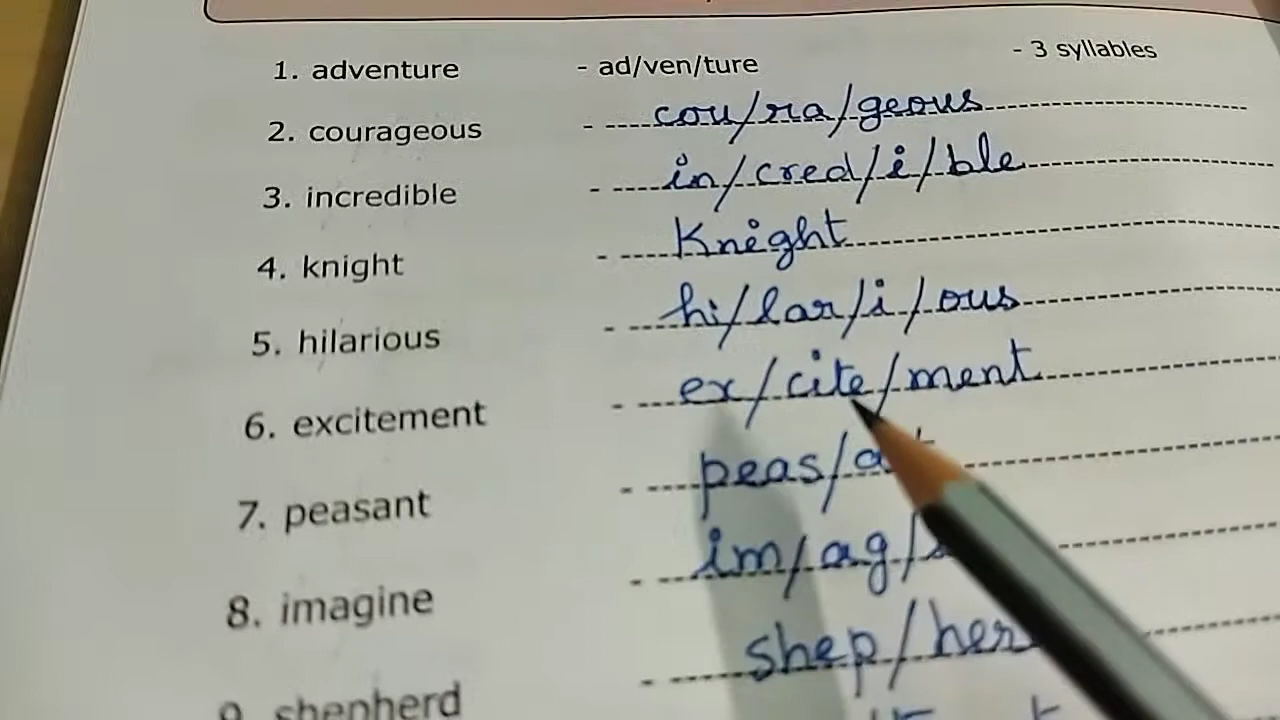 1. adventure - ad/ven/ture - 3 syllables
2. courageous - cou/ra/geous
3. incredible - in/cred/i/ble
4. knight - Knight
5. hilarious - hi/lar/i/ous
6. excitement - ex/cite/ment
7. peasant - peas/
8. imagine - im/ag/
9. shepherd - shep/her